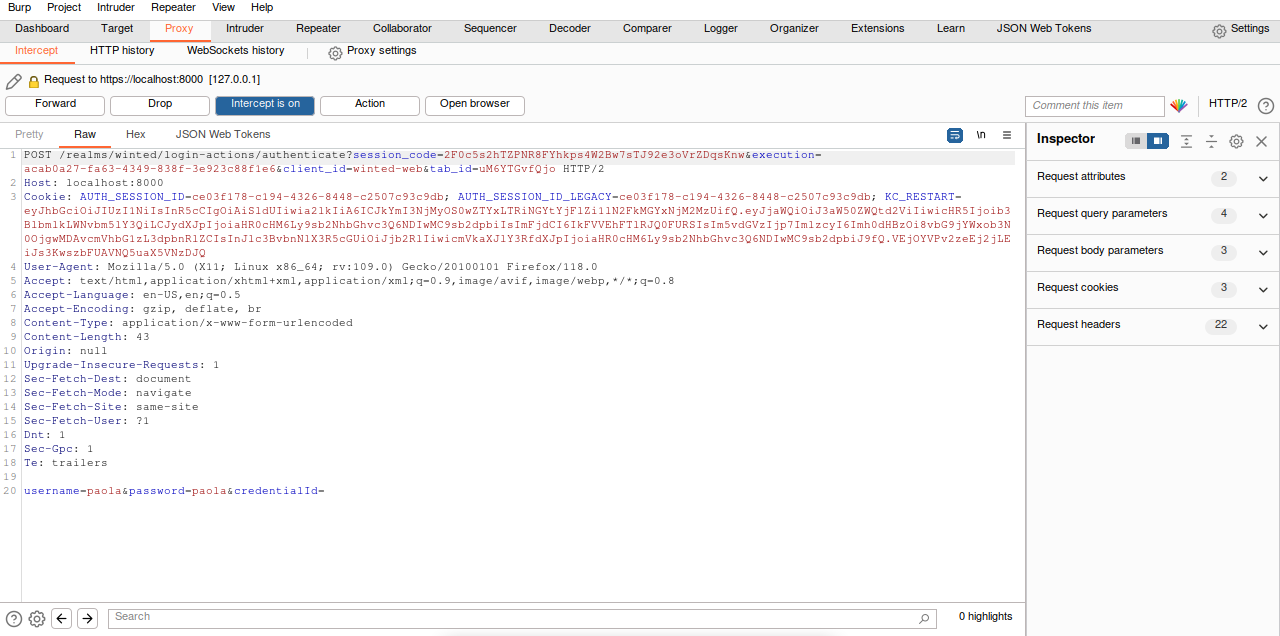 Burp Project Intruder Repeater View Help
Dashboard Target Proxy Intruder Repeater Collaborator Sequencer Decoder Comparer Logger Organizer Extensions Learn JSON Web Tokens Settings
Intercept HTTP history WebSockets history Proxy settings
Request to https://localhost:8000 [127.0.0.1]
Forward Drop Intercept is on Action Open browser Comment this item HTTP/2
Pretty Raw Hex JSON Web Tokens \n
1 POST /realms/winted/login-actions/authenticate?session_code=2F0c5s2hTZPNR8FYhkps4W2Bw7sTJ92e3oVrZDqsKnw&execution=
acab0a27-fa63-4349-838f-3e923c88f1e6&client_id=winted-web&tab_id=uM6YTGvfQjo HTTP/2
2 Host: localhost:8000
3 Cookie: AUTH_SESSION_ID=ce03f178-c194-4326-8448-c2507c93c9db; AUTH_SESSION_ID_LEGACY=ce03f178-c194-4326-8448-c2507c93c9db; KC_RESTART=
4 User-Agent: Mozilla/5.0 (X11; Linux x86_64; rv:109.0) Gecko/20100101 Firefox/118.0
5 Accept: text/html,application/xhtml+xml,application/xml;q=0.9,image/avif,image/webp,*/*;q=0.8
6 Accept-Language: en-US,en;q=0.5
7 Accept-Encoding: gzip, deflate, br
8 Content-Type: application/x-www-form-urlencoded
9 Content-Length: 43
10 Origin: null
11 Upgrade-Insecure-Requests: 1
12 Sec-Fetch-Dest: document
13 Sec-Fetch-Mode: navigate
14 Sec-Fetch-Site: same-site
15 Sec-Fetch-User: ?1
16 Dnt: 1
17 Sec-Gpc: 1
18 Te: trailers
19
20 username=paola&password=paola&credentialId=
Search 0 highlights
Inspector
Request attributes 2
Request query parameters 4
Request body parameters 3
Request cookies 3
Request headers 22